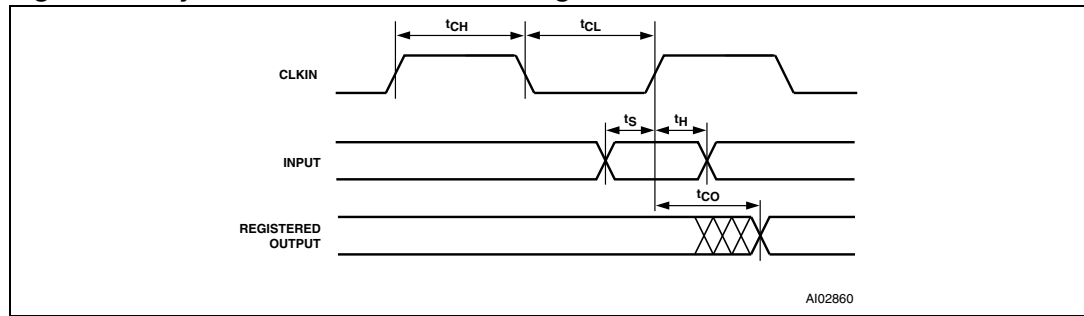 tCH
tCL
CLKIN
tS
tH
INPUT
tCO
REGISTERED
OUTPUT
AI02860